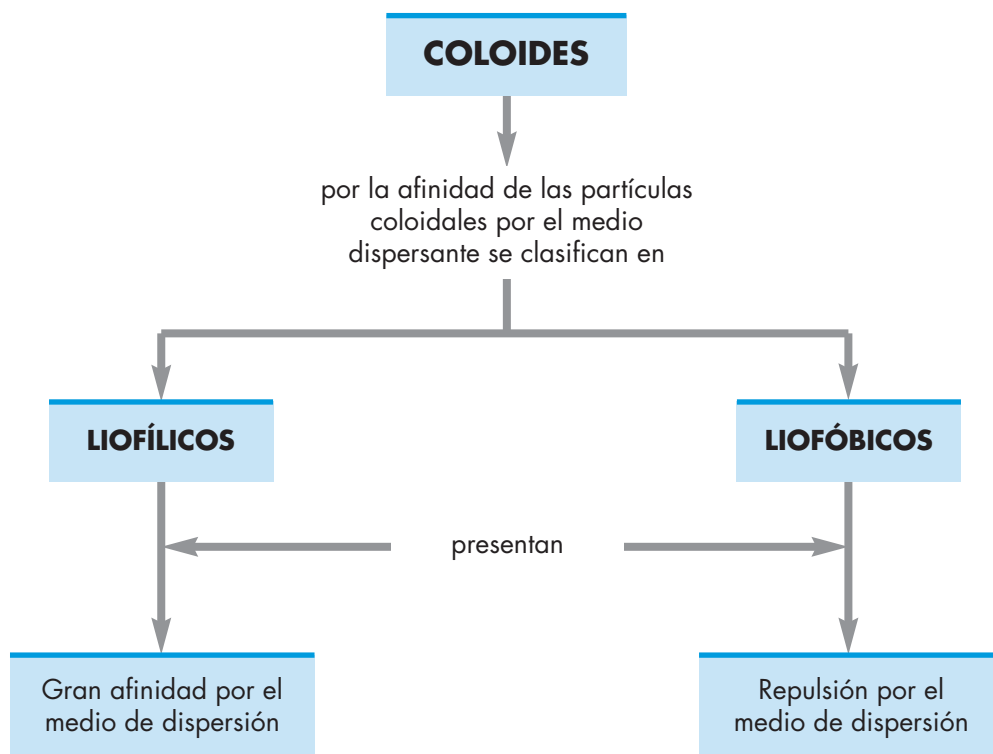 COLOIDES
por la afinidad de las partículas
coloidales por el medio
dispersante se clasifican en
LIOFÍLICOS
LIOFÓBICOS
presentan
Gran afinidad por el
medio de dispersión
Repulsión por el
medio de dispersión